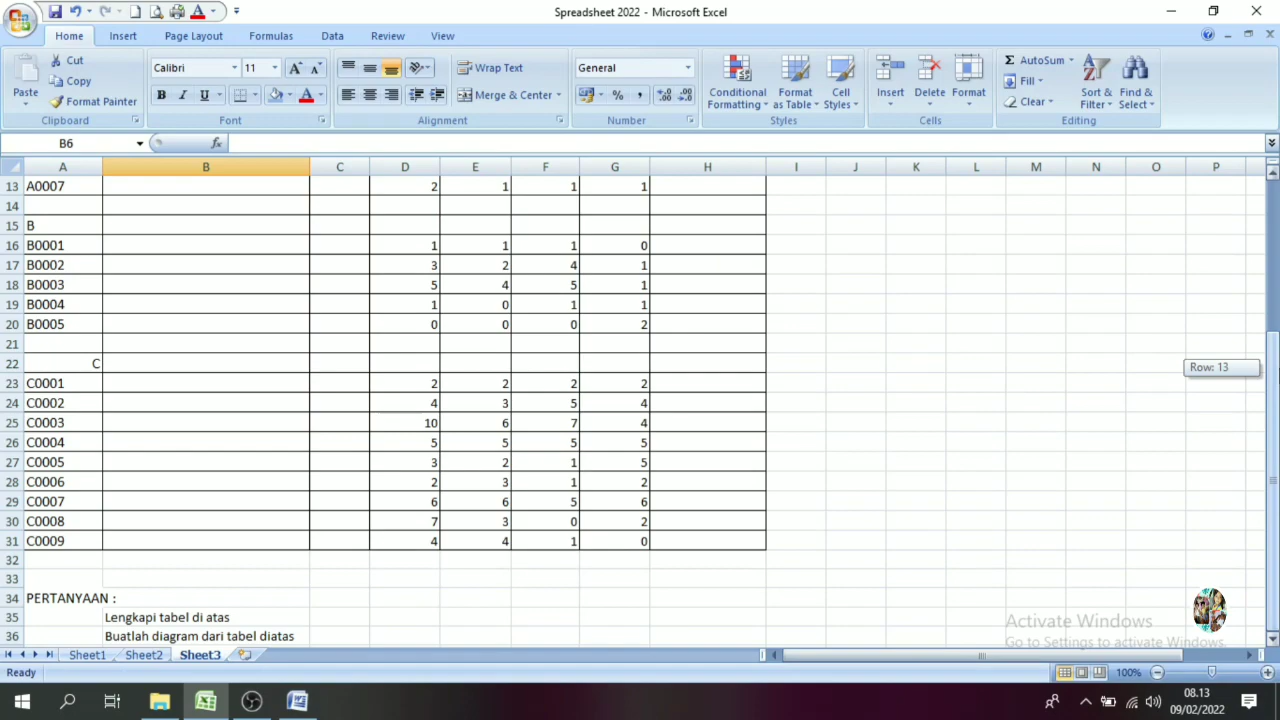 Spreadsheet 2022 - Microsoft Excel
Home Insert Page Layout Formulas Data Review View
Cut
Copy
Format Painter
Paste
Clipboard
Calibri 11
B I U
Font
Wrap Text
Merge & Center
Alignment
General
% ,
Number
Conditional Formatting
Format as Table
Cell Styles
Styles
Insert Delete Format
Cells
AutoSum
Fill
Clear
Sort & Filter
Find & Select
Editing
B6 fx
A B C D E F G H I J K L M N O P
13 A0007 2 1 1 1
14
15 B
16 B0001 1 1 1 0
17 B0002 3 2 4 1
18 B0003 5 4 5 1
19 B0004 1 0 1 1
20 B0005 0 0 0 2
21
22 C
Row: 13
23 C0001 2 2 2 2
24 C0002 4 3 5 4
25 C0003 10 6 7 4
26 C0004 5 5 5 5
27 C0005 3 2 1 5
28 C0006 2 3 1 2
29 C0007 6 6 5 6
30 C0008 7 3 0 2
31 C0009 4 4 1 0
32
33
34 PERTANYAAN :
35 Lengkapi tabel di atas
36 Buatlah diagram dari tabel diatas
Activate Windows
Go to Settings to activate Windows.
Sheet1 Sheet2 Sheet3
Ready 100%
08.13
09/02/2022